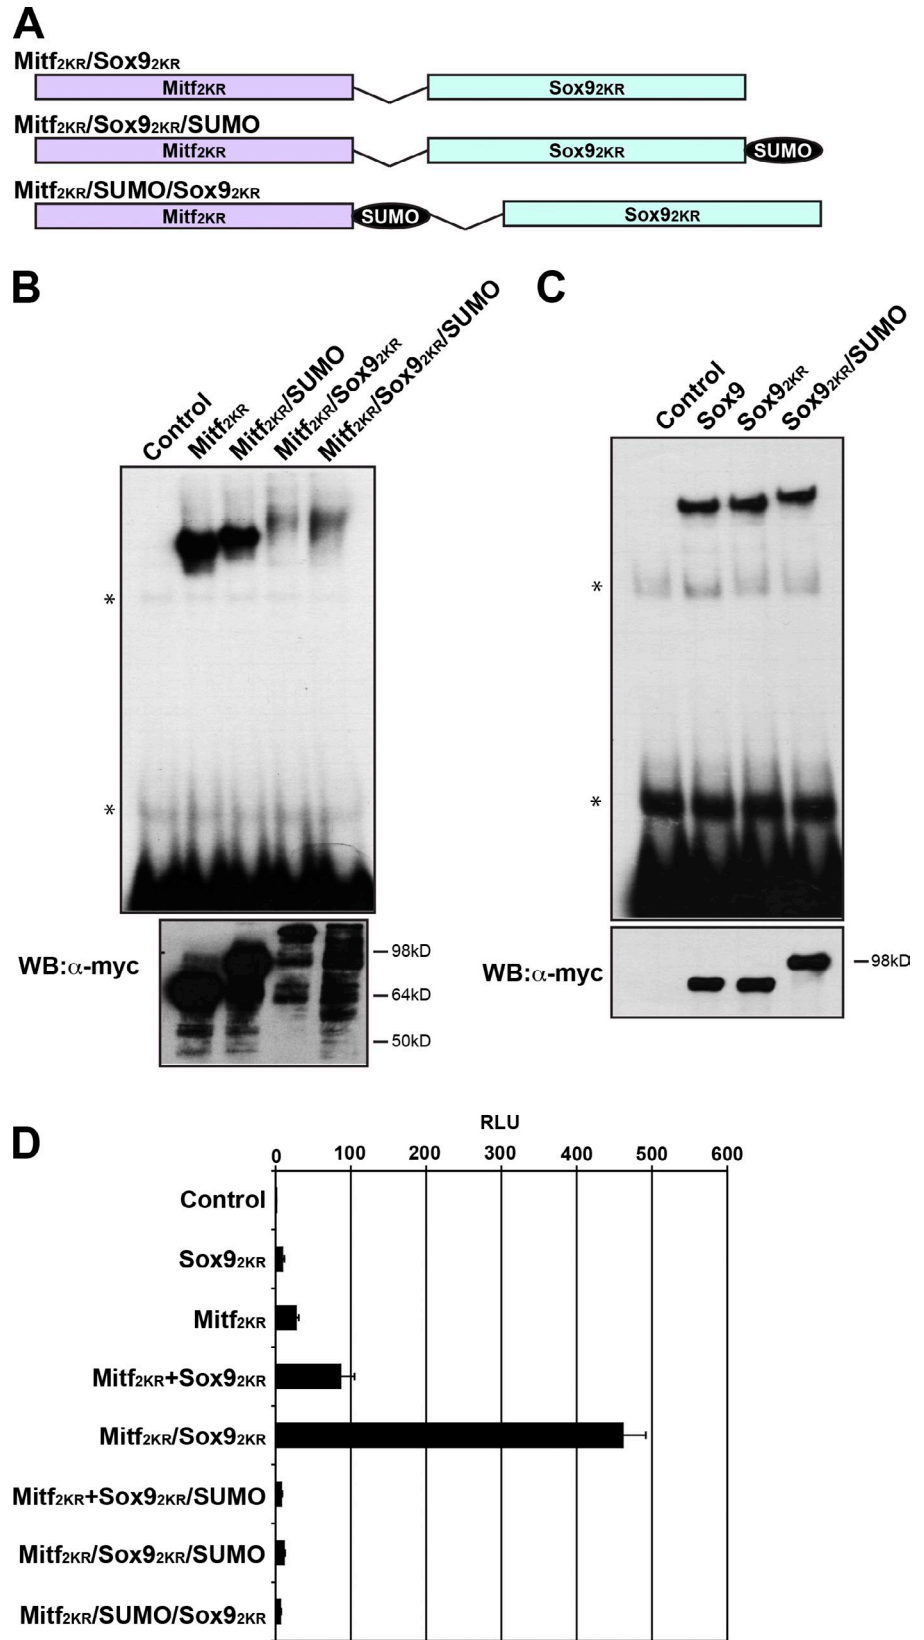 A
Mitf2KR/Sox92KR
Mitf2KR
Sox92KR
Mitf2KR/Sox92KR/SUMO
Mitf2KR
Sox92KR
SUMO
Mitf2KR/SUMO/Sox92KR
Mitf2KR
SUMO
Sox92KR
B
Control
Mitf2KR
Mitf2KR/SUMO
Mitf2KR/Sox92KR
Mitf2KR/Sox92KR/SUMO
*
*
WB:α-myc
98kD
64kD
50kD
C
Control
Sox9
Sox92KR
Sox92KR/SUMO
*
*
WB:α-myc
98kD
D
RLU
0 100 200 300 400 500 600
Control
Sox92KR
Mitf2KR
Mitf2KR+Sox92KR
Mitf2KR/Sox92KR
Mitf2KR+Sox92KR/SUMO
Mitf2KR/Sox92KR/SUMO
Mitf2KR/SUMO/Sox92KR